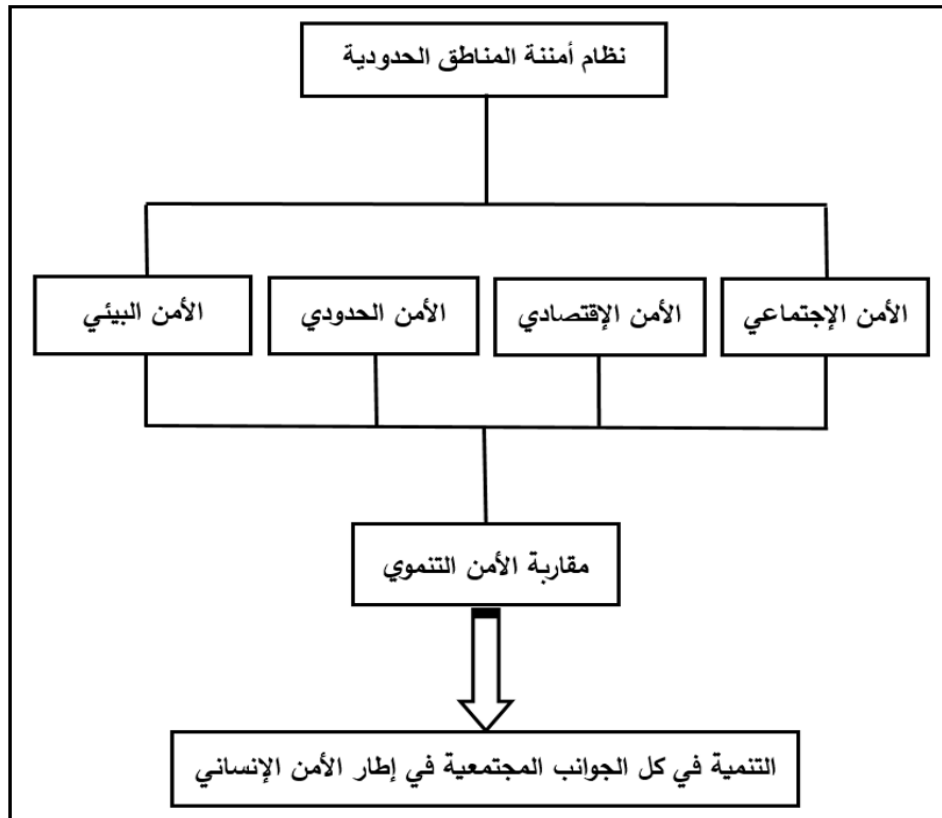 نظام أمننة المناطق الحدودية
الأمن الإجتماعي
الأمن الإقتصادي
الأمن الحدودي
الأمن البيئي
مقاربة الأمن التنموي
التنمية في كل الجوانب المجتمعية في إطار الأمن الإنساني